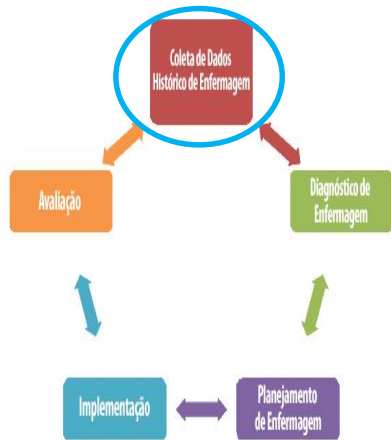 Coleta de Dados
Histórico de Enfermagem
Avaliação
Diagnóstico de
Enfermagem
Implementação
Planejamento
de Enfermagem